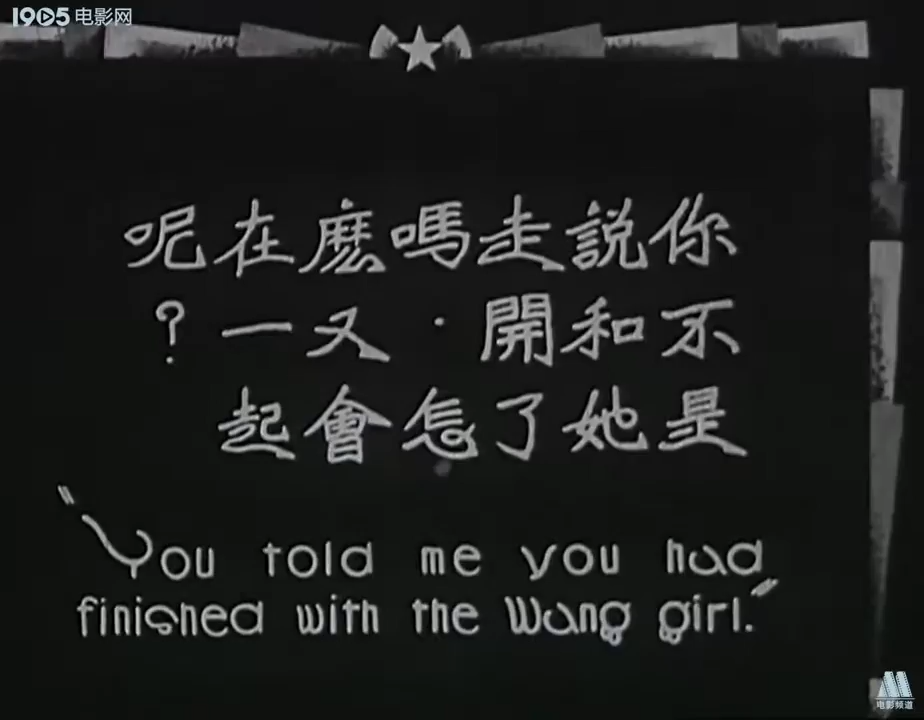 1905电影网
你不是
説和她
走開了
嗎·怎
麼又會
在一起
呢?
"You told me you had
finished with the Wang girl."
电影频道